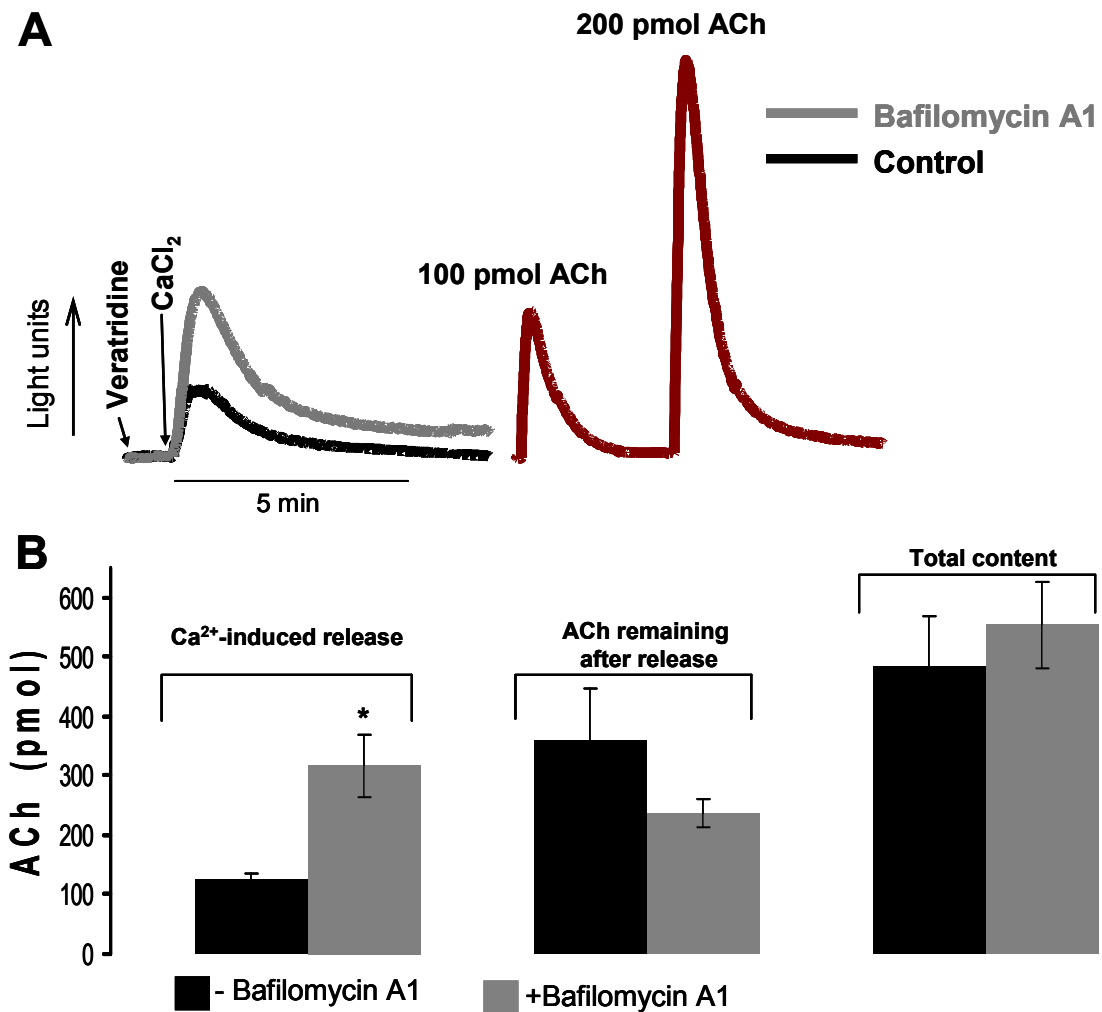 A
200 pmol ACh
Bafilomycin A1
Control
100 pmol ACh
Light units
Veratridine
CaCl₂
5 min
B
ACh (pmol)
600
500
400
300
200
100
0
Ca²⁺-induced release
*
ACh remaining
after release
Total content
- Bafilomycin A1
+Bafilomycin A1